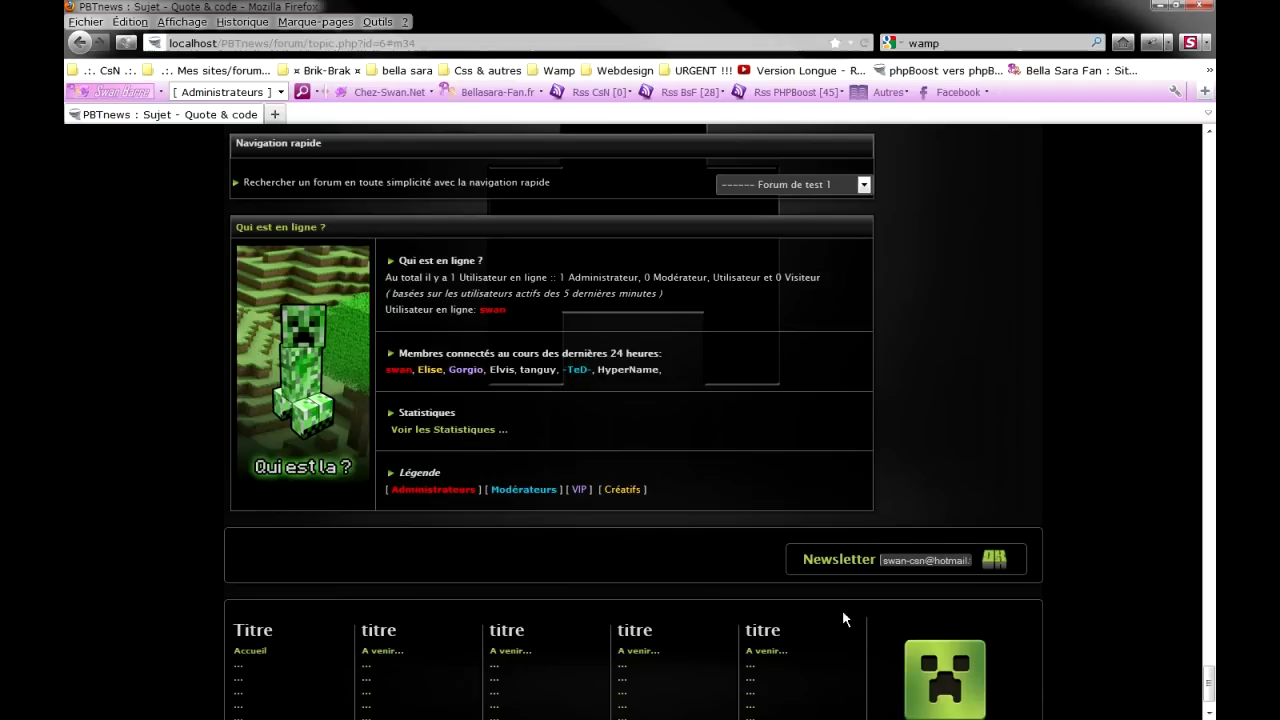 PBTnews : Sujet - Quote & code - Mozilla Firefox
Fichier Édition Affichage Historique Marque-pages Outils ?
localhost/PBTnews/forum/topic.php?id=6#m34
wamp
.:. CsN .:. .:. Mes sites/forum... ¤ Brik-Brak ¤ bella sara Css & autres Wamp Webdesign URGENT !!! Version Longue - R... phpBoost vers phpB... Bella Sara Fan : Sit... »
Swan Barre [ Administrateurs ] Chez-Swan.Net Bellasara-Fan.fr Rss CsN [0] Rss BsF [28] Rss PHPBoost [45] Autres Facebook
PBTnews : Sujet - Quote & code +
Navigation rapide
Rechercher un forum en toute simplicité avec la navigation rapide
------ Forum de test 1
Qui est en ligne ?
Qui est en ligne ?
Au total il y a 1 Utilisateur en ligne :: 1 Administrateur, 0 Modérateur, Utilisateur et 0 Visiteur
( basées sur les utilisateurs actifs des 5 dernières minutes )
Utilisateur en ligne: swan
Membres connectés au cours des dernières 24 heures:
swan, Elise, Gorgio, Elvis, tanguy, -TeD-, HyperName,
Statistiques
Voir les Statistiques ...
Qui est la ?
Légende
[ Administrateurs ] [ Modérateurs ] [ VIP ] [ Créatifs ]
Newsletter swan-csn@hotmail. OK
Titre titre titre titre titre
Accueil A venir... A venir... A venir... A venir...
... ... ... ... ...
... ... ... ... ...
... ... ... ... ...
... ... ... ... ...